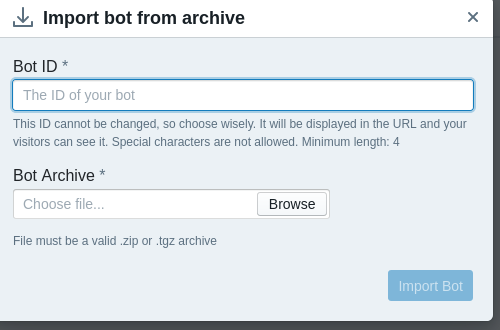 Import bot from archive
Bot ID *
The ID of your bot
This ID cannot be changed, so choose wisely. It will be displayed in the URL and your
visitors can see it. Special characters are not allowed. Minimum length: 4
Bot Archive *
Choose file...
Browse
File must be a valid .zip or .tgz archive
Import Bot